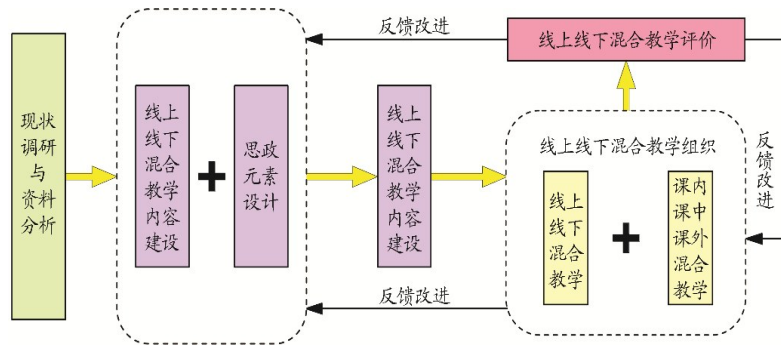 现状
调研
与
资料
分析
线上
线下
混合
教学
内容
建设
+
思政
元素
设计
线上
线下
混合
教学
内容
建设
反馈改进
反馈改进
线上线下混合教学评价
线上线下混合教学组织
线上
线下
混合
教学
+
课内
课中
课外
混合
教学
反
馈
改
进